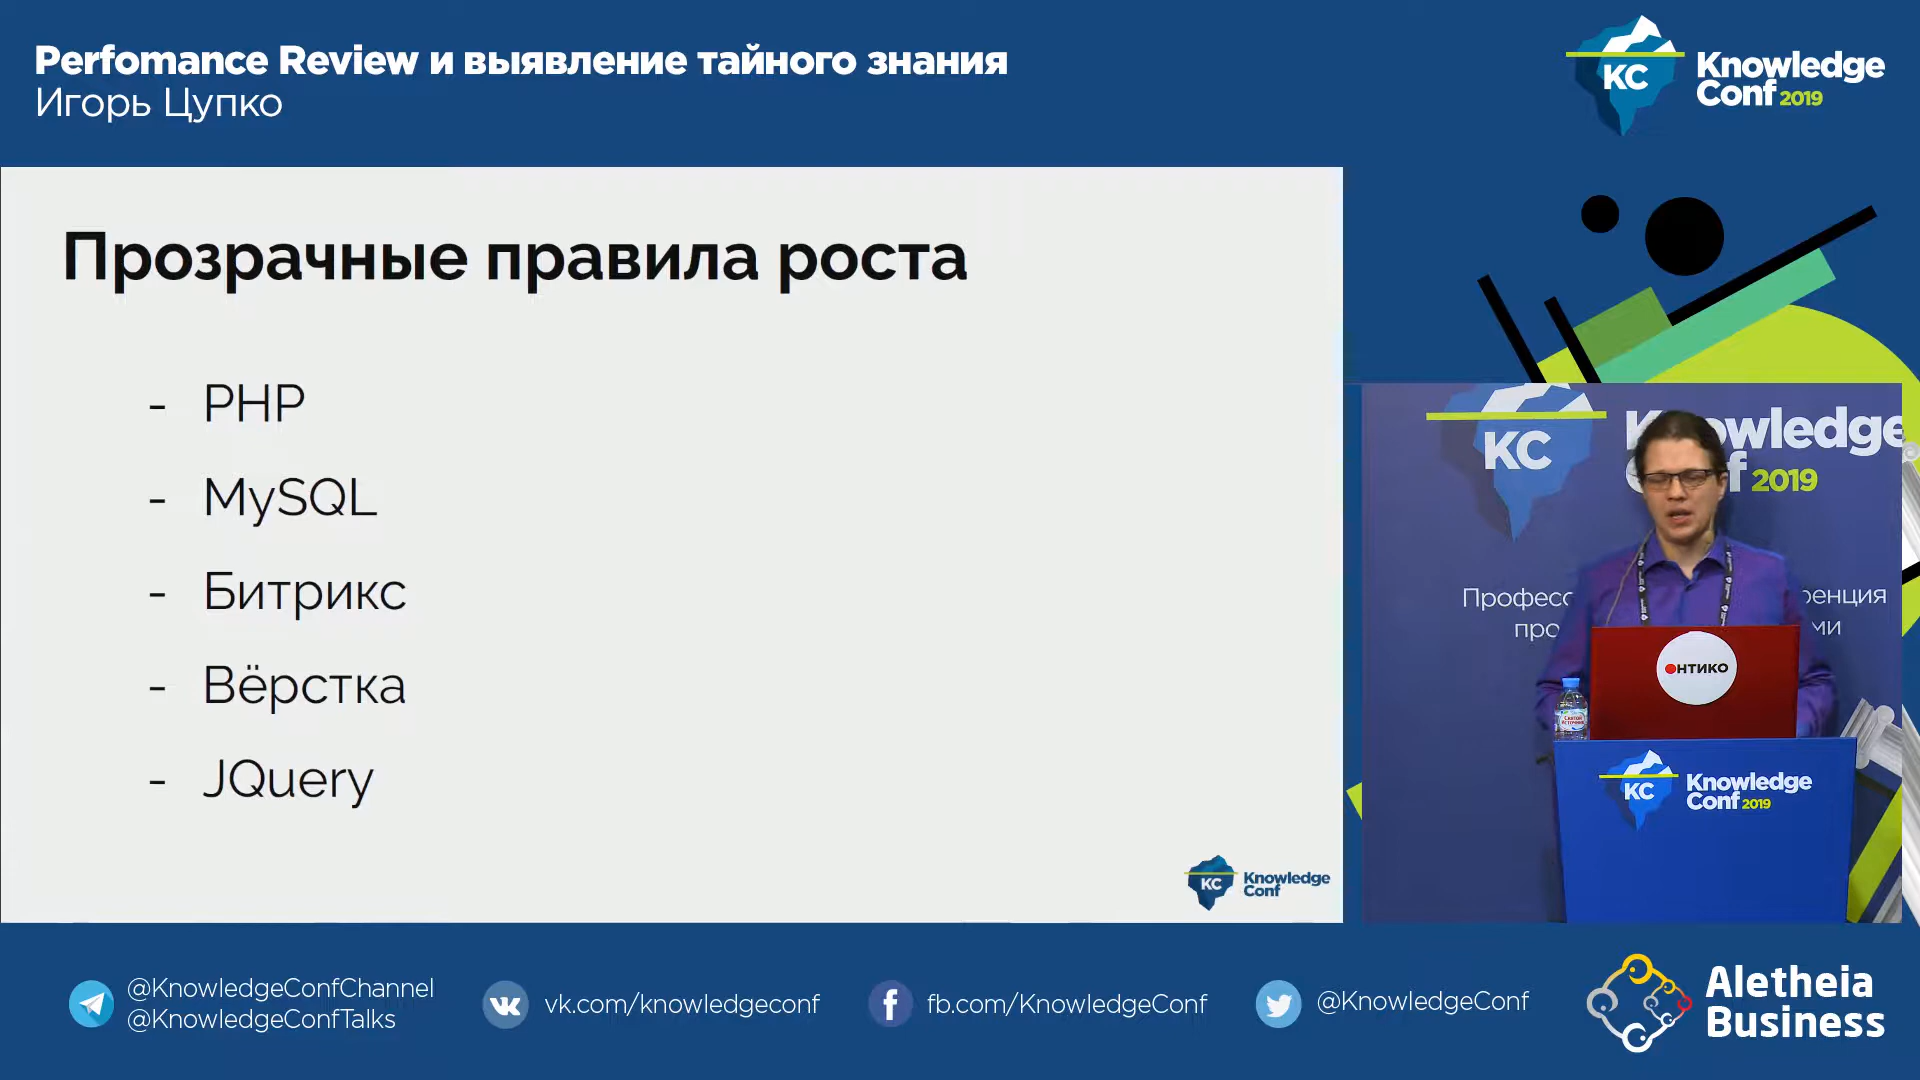 Perfomance Review и выявление тайного знания
Игорь Цупко
KC
Knowledge
Conf 2019
Прозрачные правила роста
- PHP
- MySQL
- Битрикс
- Вёрстка
- JQuery
KC
Knowledge
Conf
KC
2019
ОНТИКО
KC
Knowledge
Conf 2019
@KnowledgeConfChannel
@KnowledgeConfTalks
vk.com/knowledgeconf
fb.com/KnowledgeConf
@KnowledgeConf
Aletheia
Business